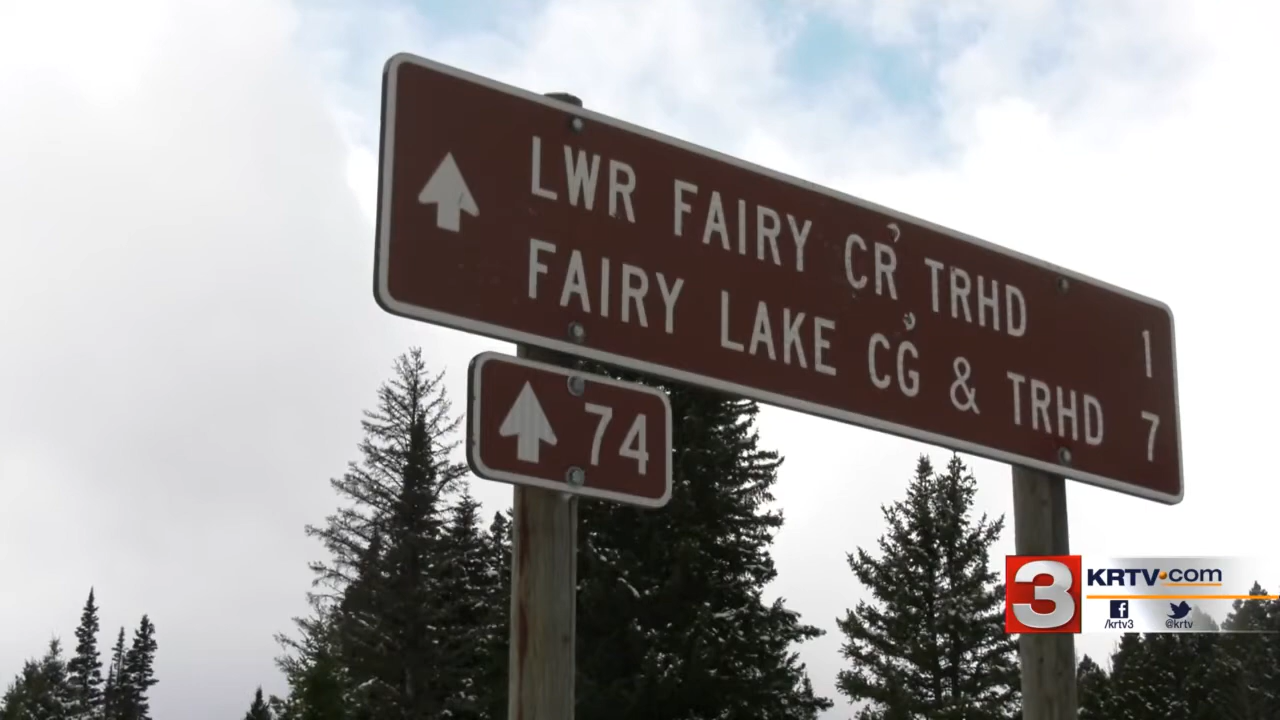 LWR FAIRY CR TRHD 1
FAIRY LAKE CG & TRHD 7
74
3 KRTV.com
/krtv3 @krtv